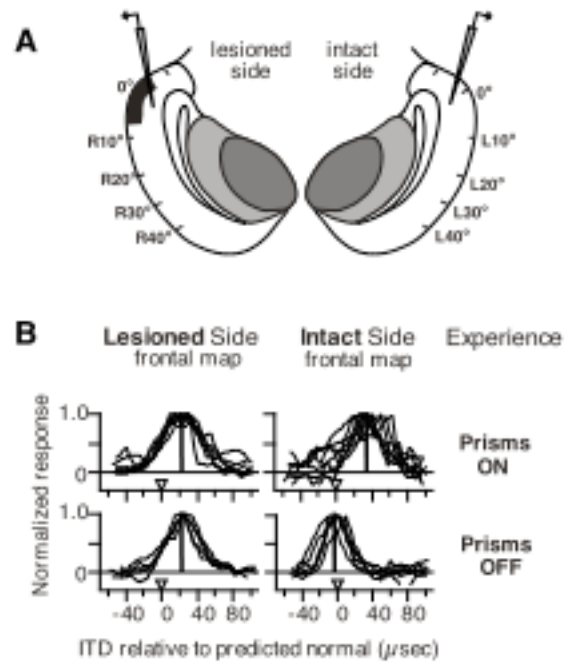 A
lesioned side
intact side
0°
R10°
R20°
R30°
R40°
0°
L10°
L20°
L30°
L40°
B
Lesioned Side
frontal map
Intact Side
frontal map
Experience
Normalized response
1.0
0
Prisms
ON
1.0
0
Prisms
OFF
-40 0 40 80
-40 0 40 80
ITD relative to predicted normal (µsec)